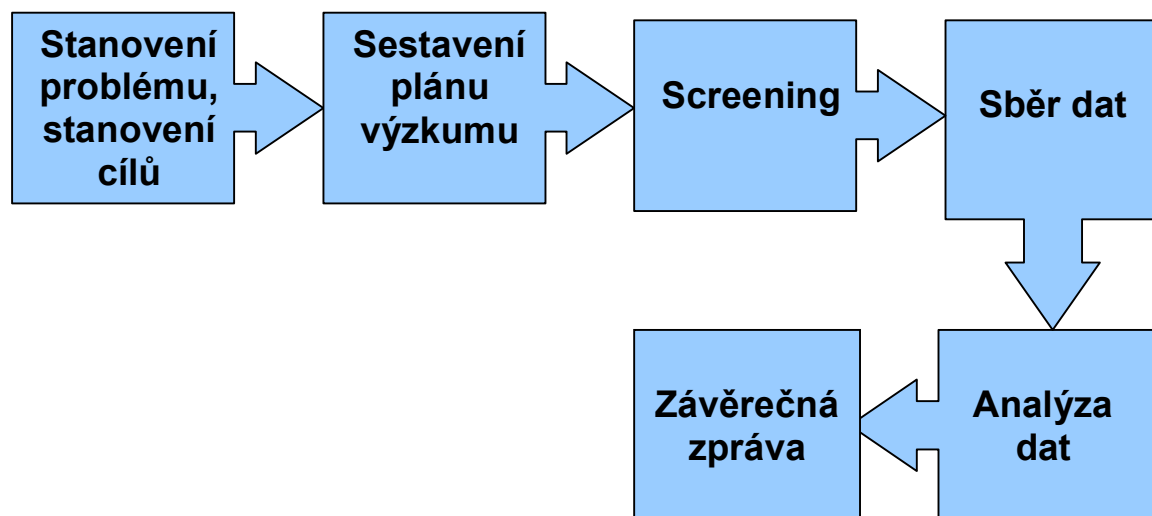 Stanovení
problému,
stanovení
cílů
Sestavení
plánu
výzkumu
Screening
Sběr dat
Analýza
dat
Závěrečná
zpráva